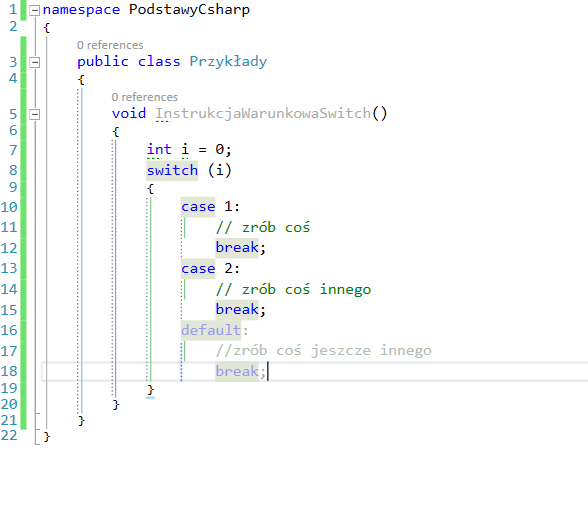 1 namespace PodstawyCsharp
2 {
0 references
3 public class Przykłady
4 {
0 references
5 void InstrukcjaWarunkowaSwitch()
6 {
7 int i = 0;
8 switch (i)
9 {
10 case 1:
11 // zrób coś
12 break;
13 case 2:
14 // zrób coś innego
15 break;
16 default:
17 //zrób coś jeszcze innego
18 break;
19 }
20 }
21 }
22 }